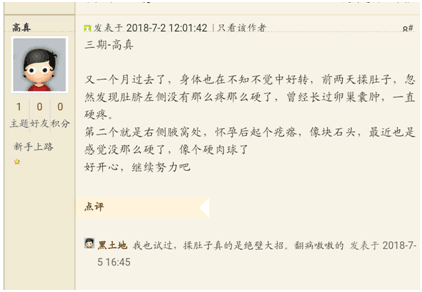 高真
发表于 2018-7-2 12:01:42 |只看该作者
8#
三期-高真
又一个月过去了，身体也在不知不觉中好转，前两天揉肚子，忽
然发现肚脐左侧没有那么疼那么硬了，曾经长过卵巢囊肿，一直
硬疼。
第二个就是右侧腋窝处，怀孕后起个疙瘩，像块石头，最近也是
感觉没那么硬了，像个硬肉球了
好开心，继续努力吧
1 0 0
主题 好友 积分
新手上路
点评
黑土地 我也试过，揉肚子真的是绝壁大招。翻病嗷嗷的 发表于 2018-7-
5 16:45